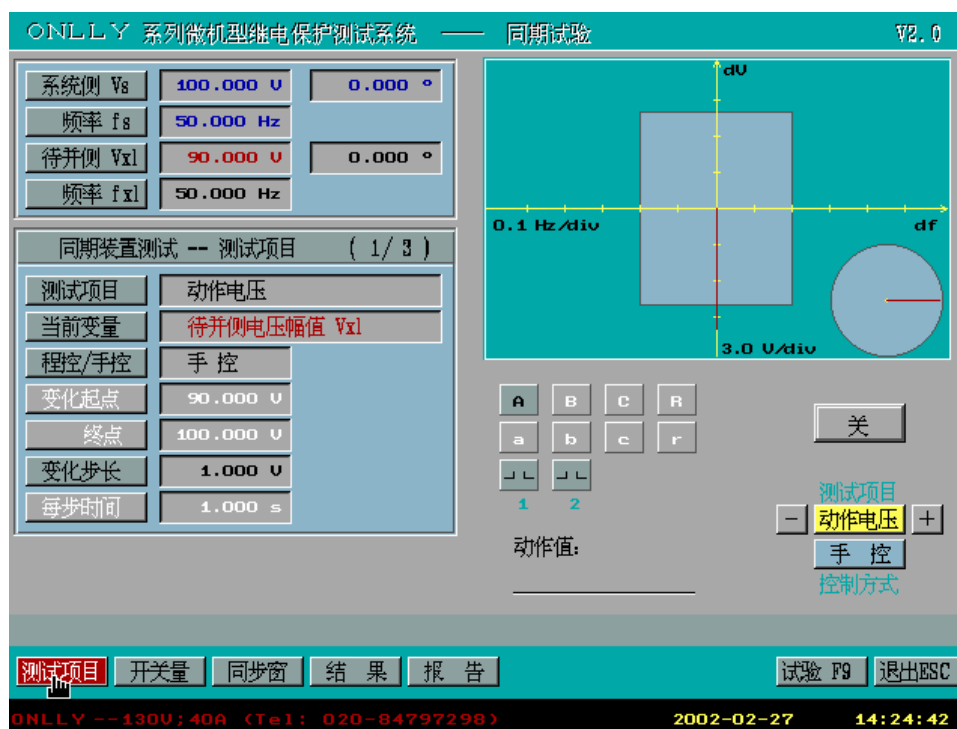 ONLLY 系列微机型继电保护测试系统 —— 同期试验 V2.0
系统侧 Vs 100.000 V 0.000 °
频率 fs 50.000 Hz
待并侧 Vxl 90.000 V 0.000 °
频率 fxl 50.000 Hz
同期装置测试 -- 测试项目 ( 1/ 3 )
测试项目 动作电压
当前变量 待并侧电压幅值 Vxl
程控/手控 手 控
变化起点 90.000 V
终点 100.000 V
变化步长 1.000 V
每步时间 1.000 s
dV
0.1 Hz/div
df
3.0 V/div
A B C R
a b c r
1 2
动作值:
关
测试项目
- 动作电压 +
手 控
控制方式
测试项目 开关量 同步窗 结 果 报 告 试验 F9 退出ESC
ONLLY --130V;40A (Tel: 020-84797298) 2002-02-27 14:24:42